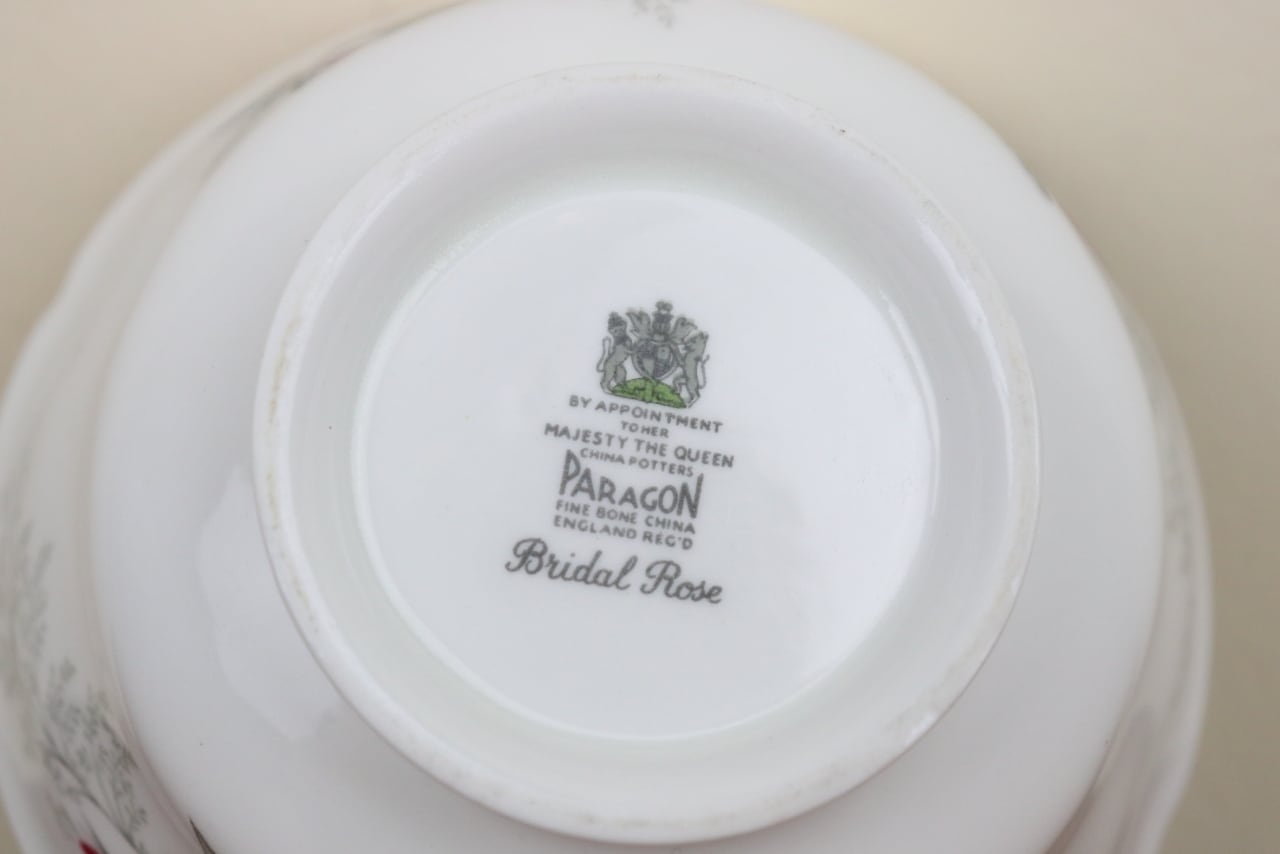 BY APPOINTMENT
TO HER
MAJESTY THE QUEEN
CHINA POTTERS
PARAGON
FINE BONE CHINA
ENGLAND REG'D
Bridal Rose